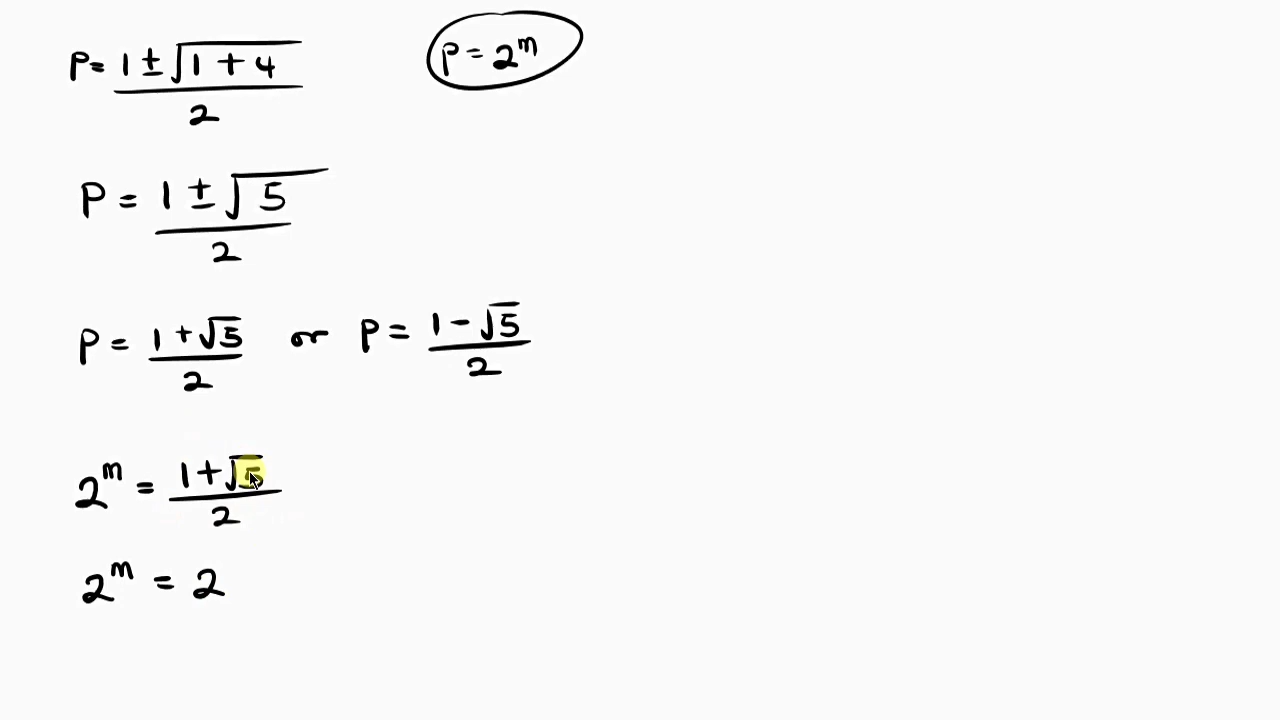 P = (1 ± √(1 + 4)) / 2
P = 2^m
P = (1 ± √5) / 2
P = (1 + √5) / 2 or P = (1 - √5) / 2
2^m = (1 + √5) / 2
2^m = 2